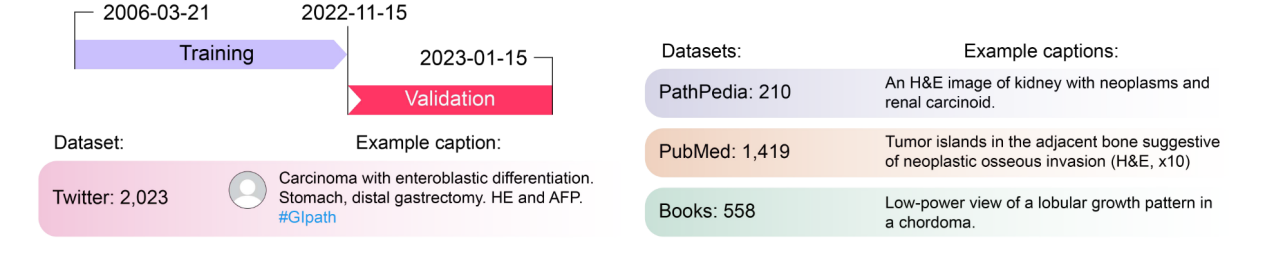 2006-03-21
2022-11-15
Training
2023-01-15
Validation
Dataset:
Example caption:
Twitter: 2,023
Carcinoma with enteroblastic differentiation.
Stomach, distal gastrectomy. HE and AFP.
#GIpath
Datasets:
Example captions:
PathPedia: 210
An H&E image of kidney with neoplasms and
renal carcinoid.
PubMed: 1,419
Tumor islands in the adjacent bone suggestive
of neoplastic osseous invasion (H&E, x10)
Books: 558
Low-power view of a lobular growth pattern in
a chordoma.